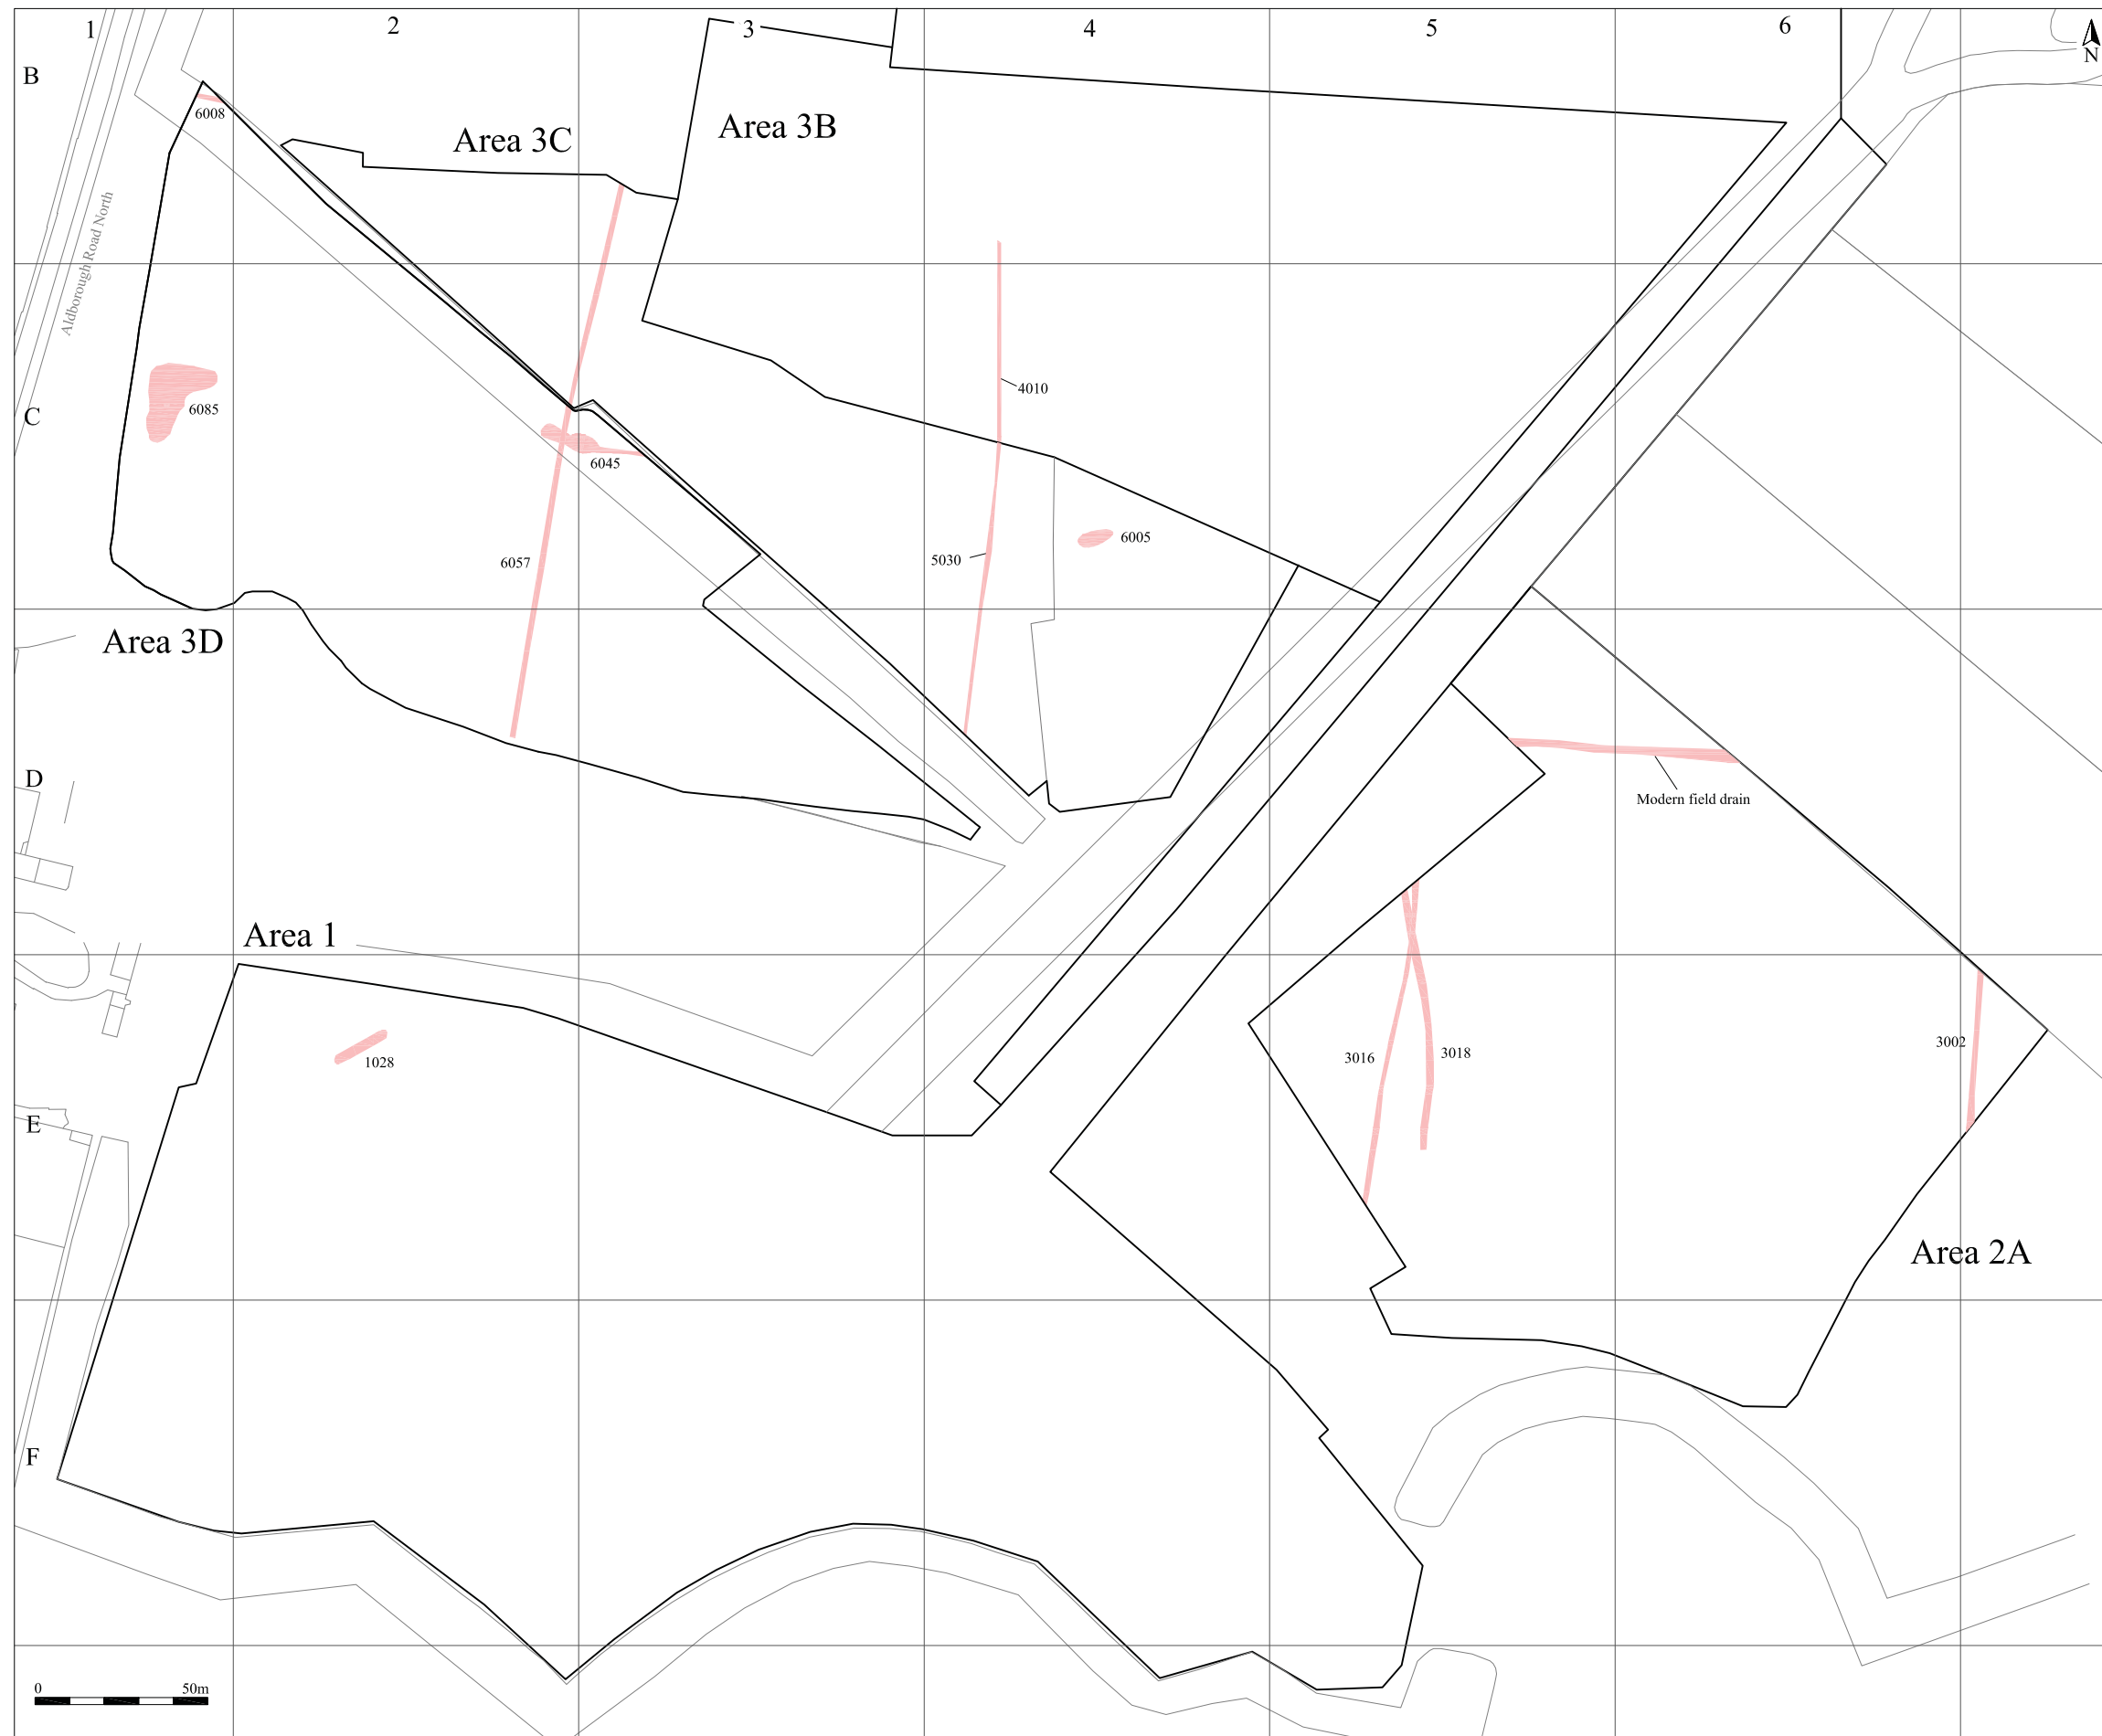 1
2
3
4
5
6
N
B
6008
Area 3C
Area 3B
Aldborough Road North
4010
C
6085
6045
6005
5030
6057
Area 3D
D
Modern field drain
Area 1
3002
3018
3016
1028
E
Area 2A
F
0 50m